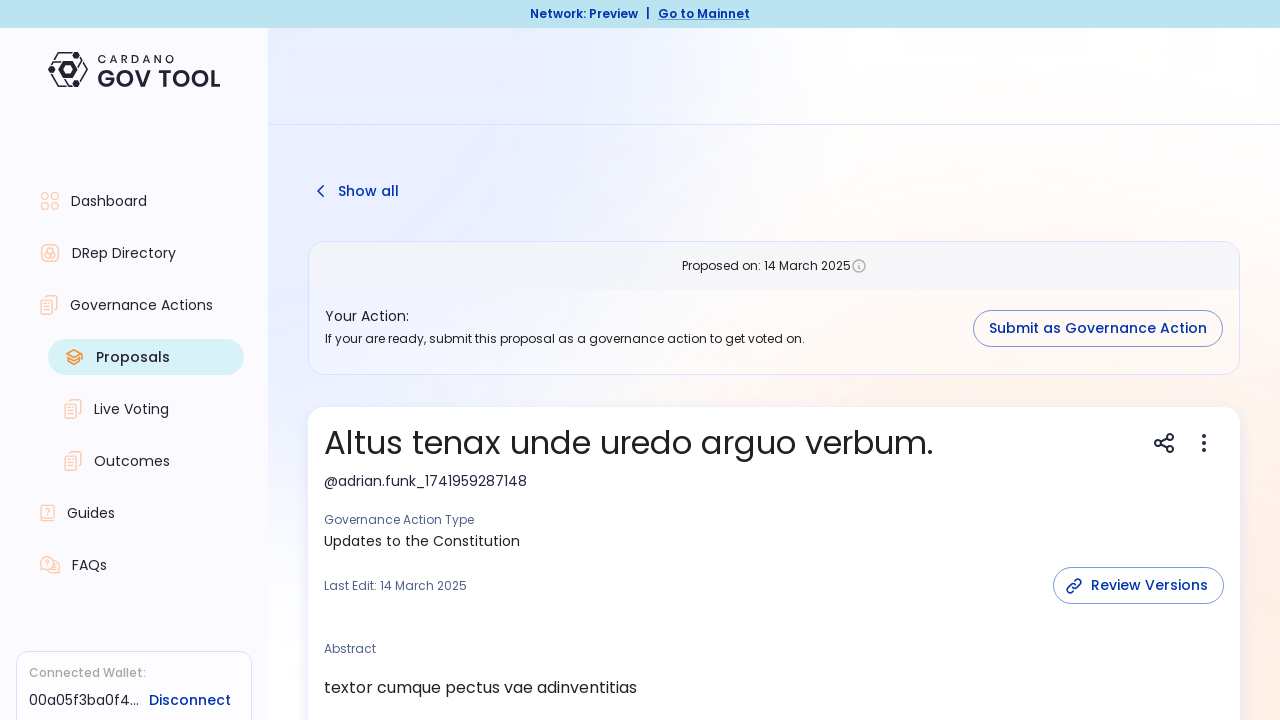 Network: Preview | Go to Mainnet
CARDANO
GOV TOOL
Dashboard
DRep Directory
Governance Actions
Proposals
Live Voting
Outcomes
Guides
FAQs
Connected Wallet:
00a05f3ba0f4... Disconnect
Show all
Proposed on: 14 March 2025
Your Action:
If your are ready, submit this proposal as a governance action to get voted on.
Submit as Governance Action
Altus tenax unde uredo arguo verbum.
@adrian.funk_1741959287148
Governance Action Type
Updates to the Constitution
Last Edit: 14 March 2025
Review Versions
Abstract
textor cumque pectus vae adinventitias